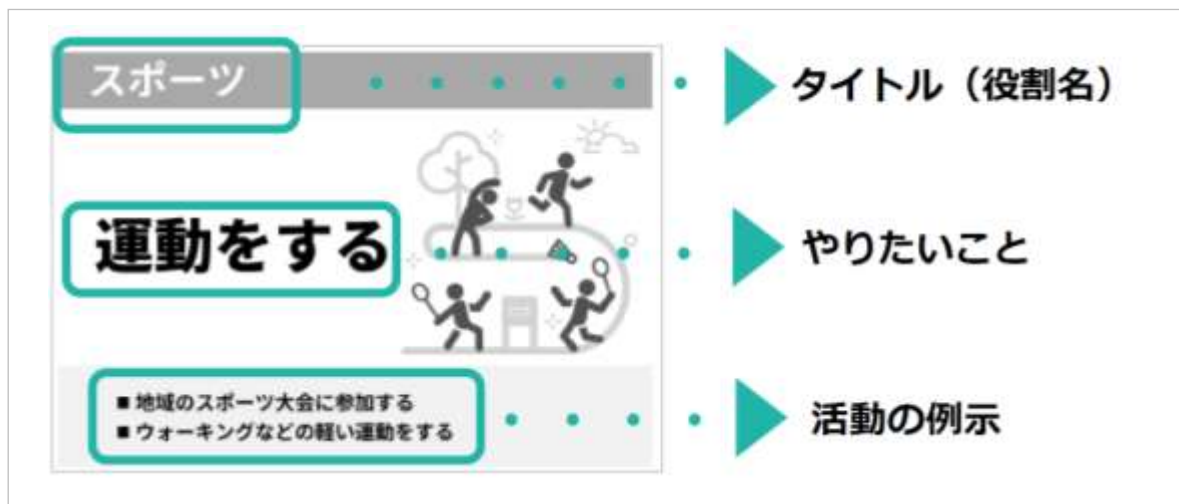 スポーツ
タイトル（役割名）
運動をする
やりたいこと
■ 地域のスポーツ大会に参加する
■ ウォーキングなどの軽い運動をする
活動の例示